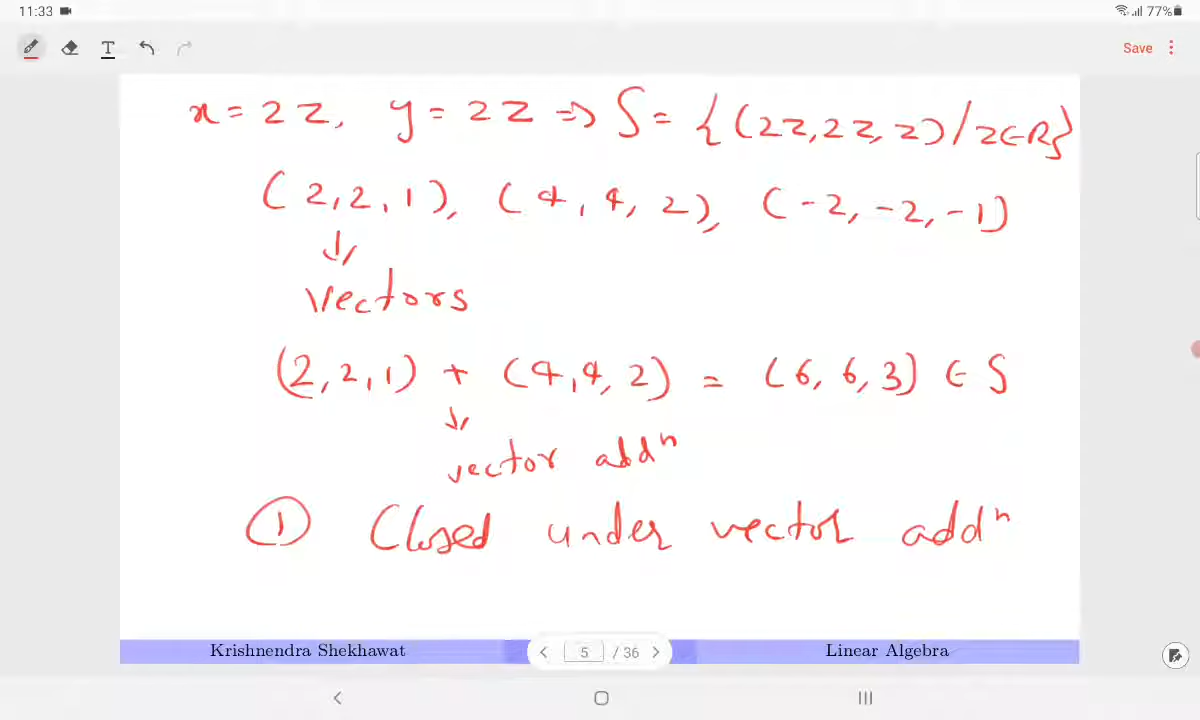 11:33 77%
T Save
x = 2z, y = 2z => S = {(2z, 2z, z) / z ∈ R}
(2, 2, 1), (4, 4, 2), (-2, -2, -1)
↓
vectors
(2, 2, 1) + (4, 4, 2) = (6, 6, 3) ∈ S
↓
vector addⁿ
① Closed under vector addⁿ
Krishnendra Shekhawat < 5 / 36 > Linear Algebra